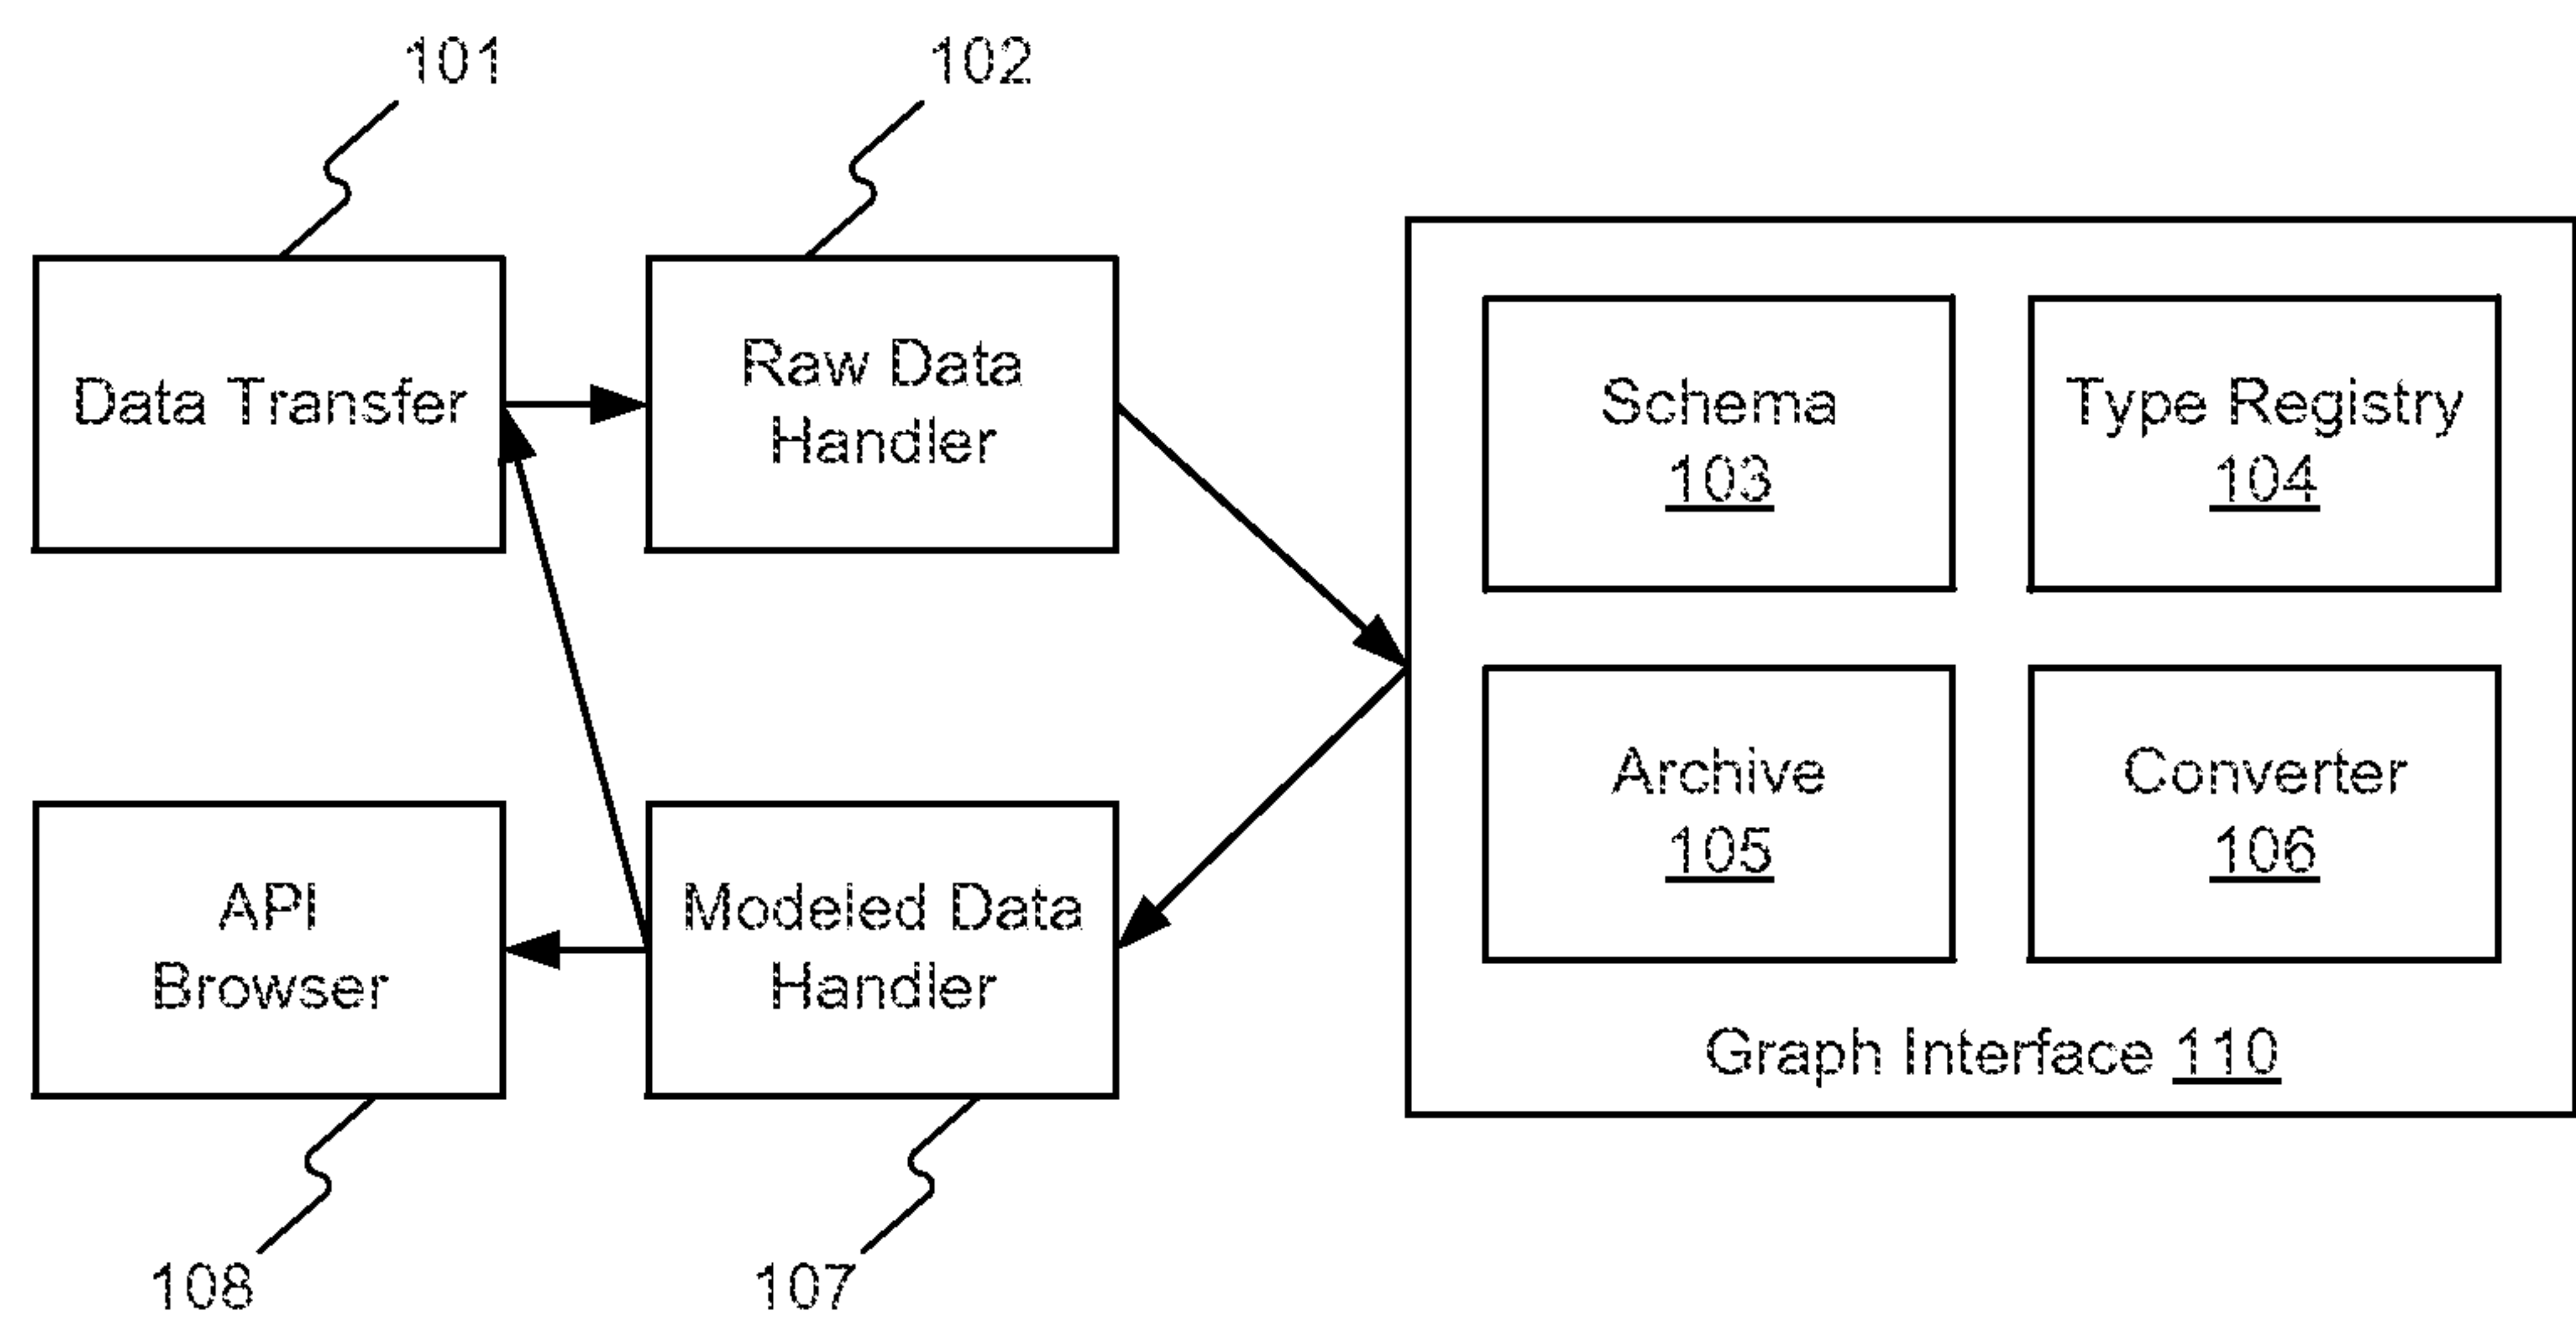 101
102
Data Transfer
Raw Data
Handler
Schema
103
Type Registry
104
Archive
105
Converter
106
API
Browser
Modeled Data
Handler
Graph Interface 110
108
107